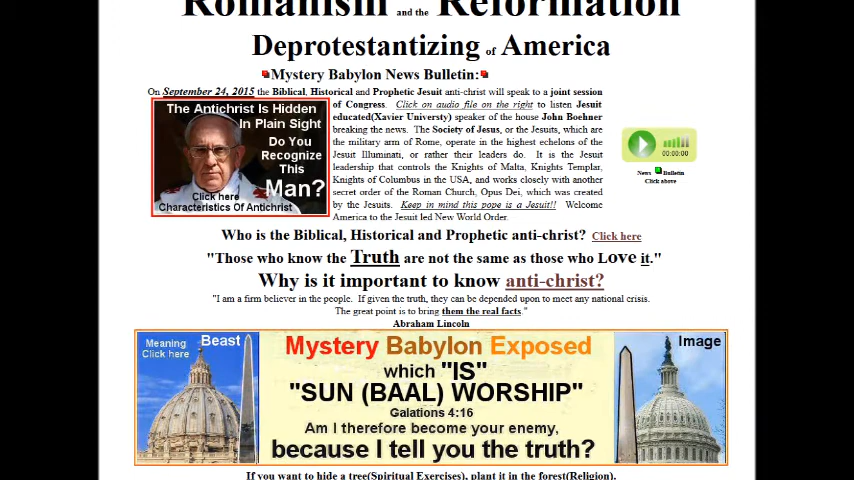 Romanism and the Reformation
Deprotestantizing of America
Mystery Babylon News Bulletin:
On September 24, 2015 the Biblical, Historical and Prophetic Jesuit anti-christ will speak to a joint session
of Congress. Click on audio file on the right to listen Jesuit
educated(Xavier Universty) speaker of the house John Boehner
breaking the news. The Society of Jesus, or the Jesuits, which are
the military arm of Rome, operate in the highest echelons of the
Jesuit Illuminati, or rather their leaders do. It is the Jesuit
leadership that controls the Knights of Malta, Knights Templar,
Knights of Columbus in the USA, and works closely with another
secret order of the Roman Church, Opus Dei, which was created
by the Jesuits. Keep in mind this pope is a Jesuit!! Welcome
America to the Jesuit led New World Order.
The Antichrist Is Hidden
In Plain Sight
Do You
Recognize
This
Man?
Click here
Characteristics Of Antichrist
00:00:00
News Bulletin
Click above
Who is the Biblical, Historical and Prophetic anti-christ? Click here
"Those who know the Truth are not the same as those who Love it."
Why is it important to know anti-christ?
"I am a firm believer in the people. If given the truth, they can be depended upon to meet any national crisis.
The great point is to bring them the real facts."
Abraham Lincoln
Meaning
Click here
Beast
Mystery Babylon Exposed
which "IS"
"SUN (BAAL) WORSHIP"
Galations 4:16
Am I therefore become your enemy,
because I tell you the truth?
Image
If you want to hide a tree(Spiritual Exercises), plant it in the forest(Religion).